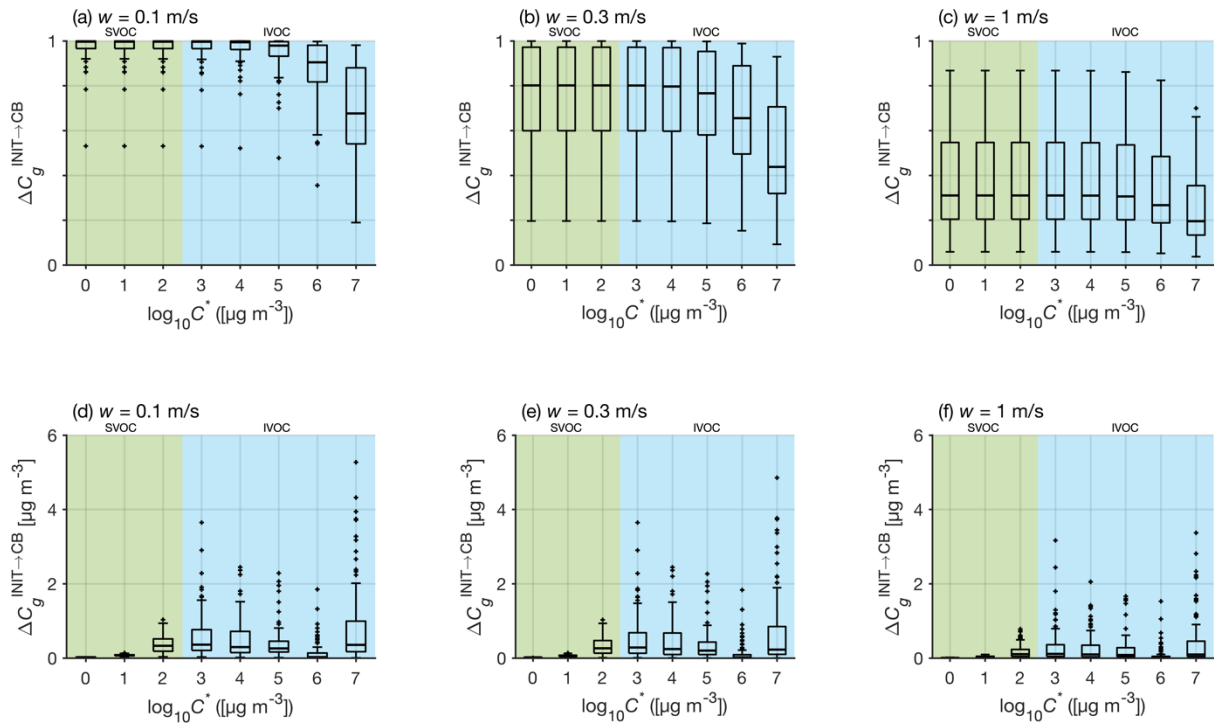 (a) w = 0.1 m/s
SVOC IVOC
1
0
ΔC_g^INIT→CB
0 1 2 3 4 5 6 7
log₁₀C* ([µg m⁻³])
(b) w = 0.3 m/s
SVOC IVOC
1
0
ΔC_g^INIT→CB
0 1 2 3 4 5 6 7
log₁₀C* ([µg m⁻³])
(c) w = 1 m/s
SVOC IVOC
1
0
ΔC_g^INIT→CB
0 1 2 3 4 5 6 7
log₁₀C* ([µg m⁻³])
(d) w = 0.1 m/s
SVOC IVOC
6
4
2
0
ΔC_g^INIT→CB [µg m⁻³]
0 1 2 3 4 5 6 7
log₁₀C* ([µg m⁻³])
(e) w = 0.3 m/s
SVOC IVOC
6
4
2
0
ΔC_g^INIT→CB [µg m⁻³]
0 1 2 3 4 5 6 7
log₁₀C* ([µg m⁻³])
(f) w = 1 m/s
SVOC IVOC
6
4
2
0
ΔC_g^INIT→CB [µg m⁻³]
0 1 2 3 4 5 6 7
log₁₀C* ([µg m⁻³])